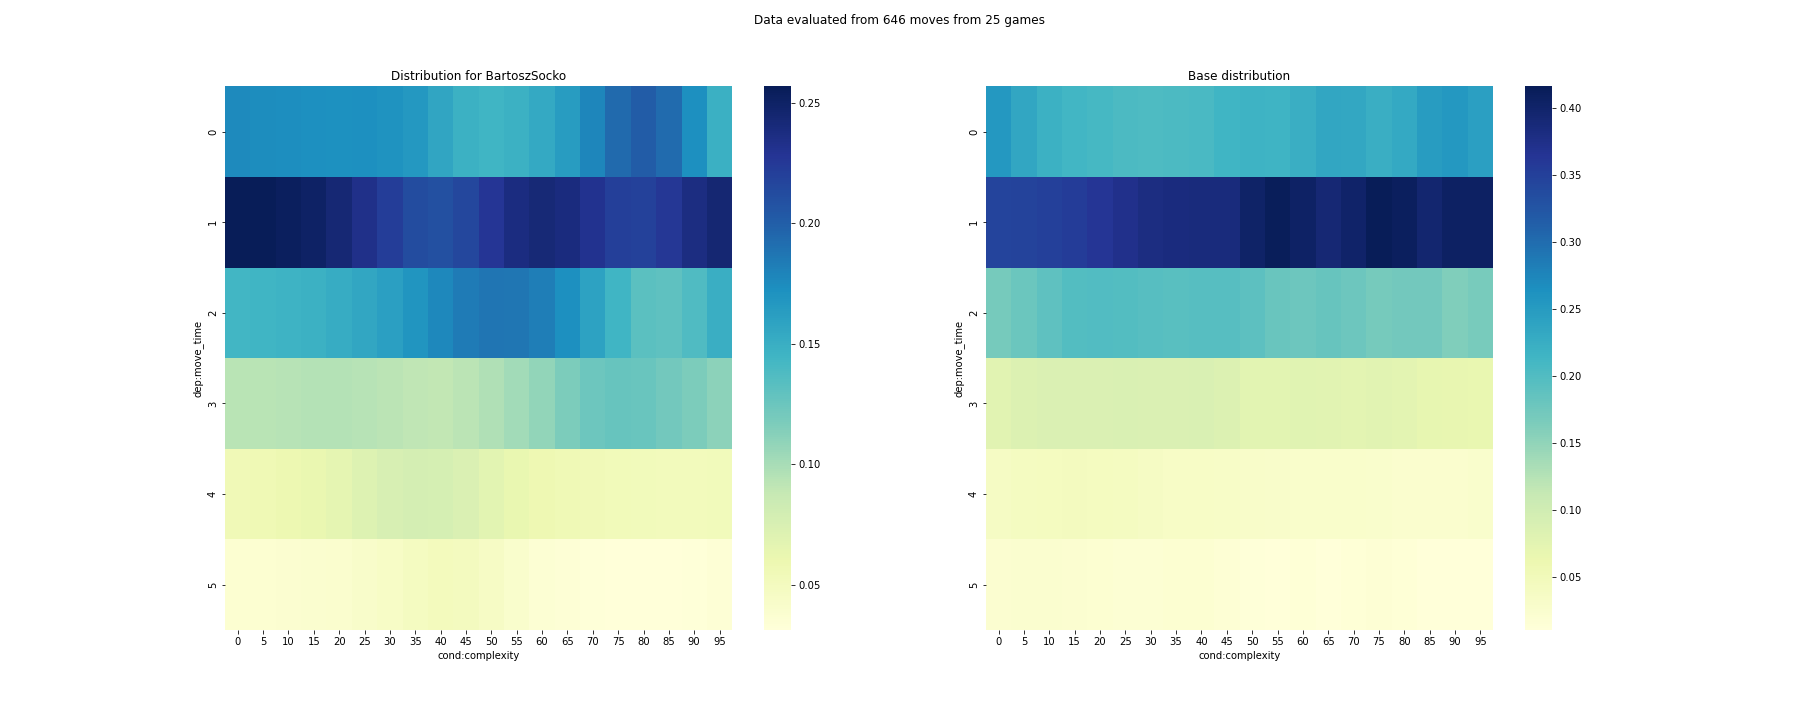 Data evaluated from 646 moves from 25 games
Distribution for BartoszSocko
dep:move_time
0
1
2
3
4
5
0 5 10 15 20 25 30 35 40 45 50 55 60 65 70 75 80 85 90 95
cond:complexity
0.25
0.20
0.15
0.10
0.05
Base distribution
dep:move_time
0
1
2
3
4
5
0 5 10 15 20 25 30 35 40 45 50 55 60 65 70 75 80 85 90 95
cond:complexity
0.40
0.35
0.30
0.25
0.20
0.15
0.10
0.05